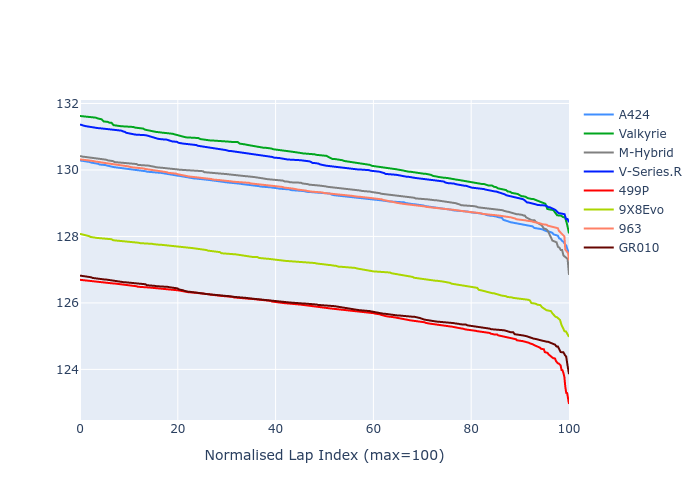 132
130
128
126
124
0 20 40 60 80 100
Normalised Lap Index (max=100)
A424
Valkyrie
M-Hybrid
V-Series.R
499P
9X8Evo
963
GR010